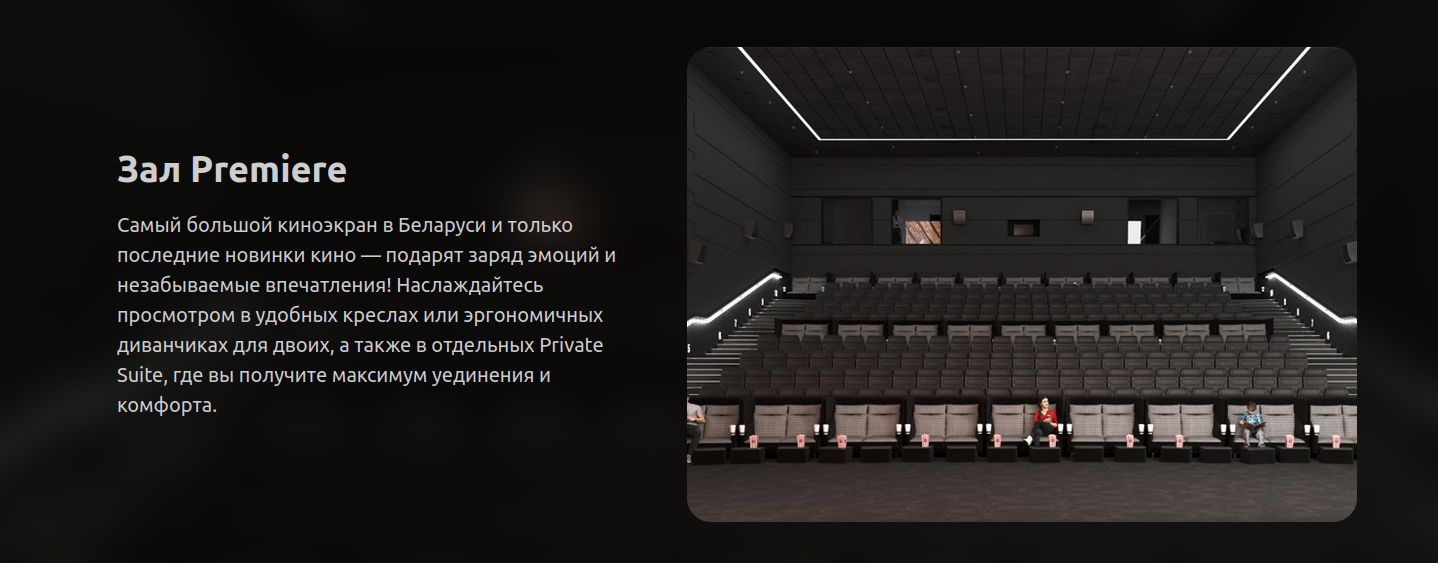 Зал Premiere
Самый большой киноэкран в Беларуси и только
последние новинки кино — подарят заряд эмоций и
незабываемые впечатления! Наслаждайтесь
просмотром в удобных креслах или эргономичных
диванчиках для двоих, а также в отдельных Private
Suite, где вы получите максимум уединения и
комфорта.